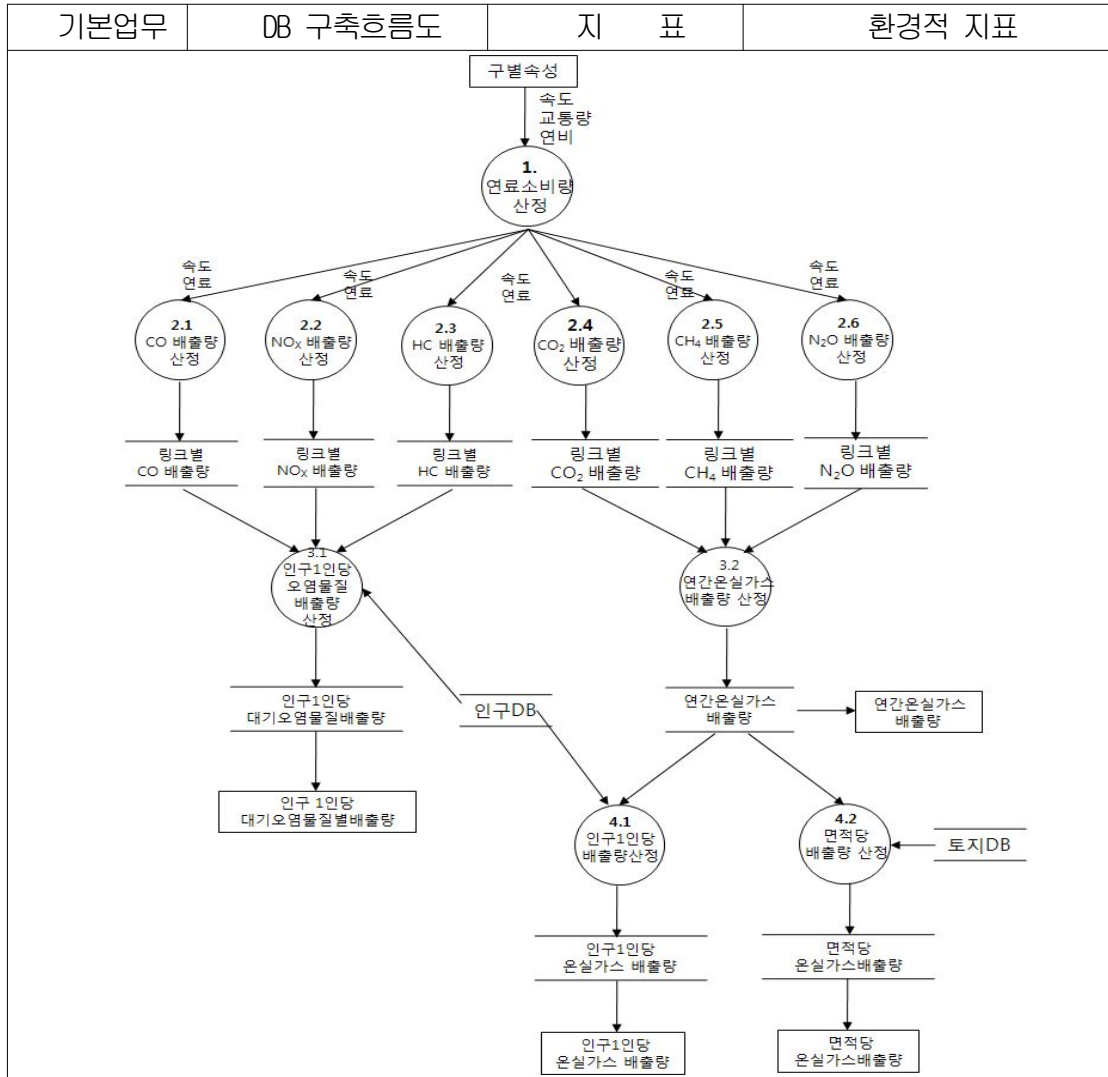 기본업무
DB 구축흐름도
지 표
환경적 지표
구별속성
속도
교통량
연비
1.
연료소비량
산정
속도
연료
속도
연료
속도
연료
속도
연료
속도
연료
2.1
CO 배출량
산정
2.2
NOX 배출량
산정
2.3
HC 배출량
산정
2.4
CO2 배출량
산정
2.5
CH4 배출량
산정
2.6
N2O 배출량
산정
링크별
CO 배출량
링크별
NOX 배출량
링크별
HC 배출량
링크별
CO2 배출량
링크별
CH4 배출량
링크별
N2O 배출량
3.1
인구1인당
오염물질
배출량
산정
3.2
연간온실가스
배출량 산정
인구1인당
대기오염물질배출량
인구DB
연간온실가스
배출량
연간온실가스
배출량
인구 1인당
대기오염물질별배출량
4.1
인구1인당
배출량산정
4.2
면적당
배출량 산정
토지DB
인구1인당
온실가스 배출량
면적당
온실가스배출량
인구1인당
온실가스 배출량
면적당
온실가스배출량